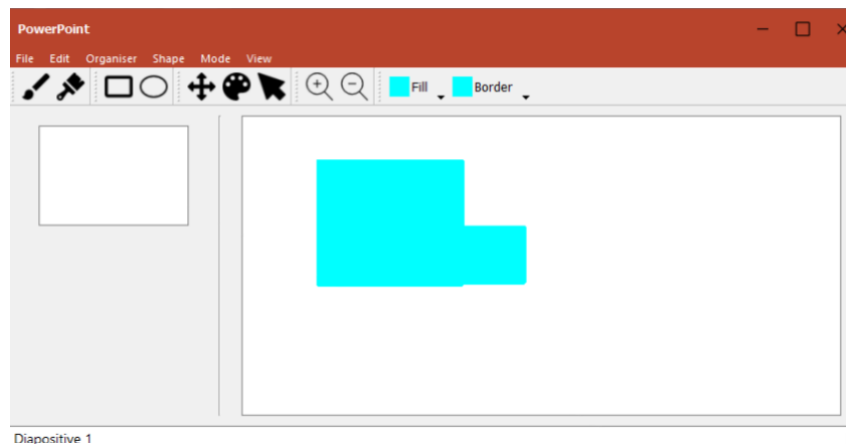 PowerPoint
File Edit Organiser Shape Mode View
Fill Border
Diapositive 1